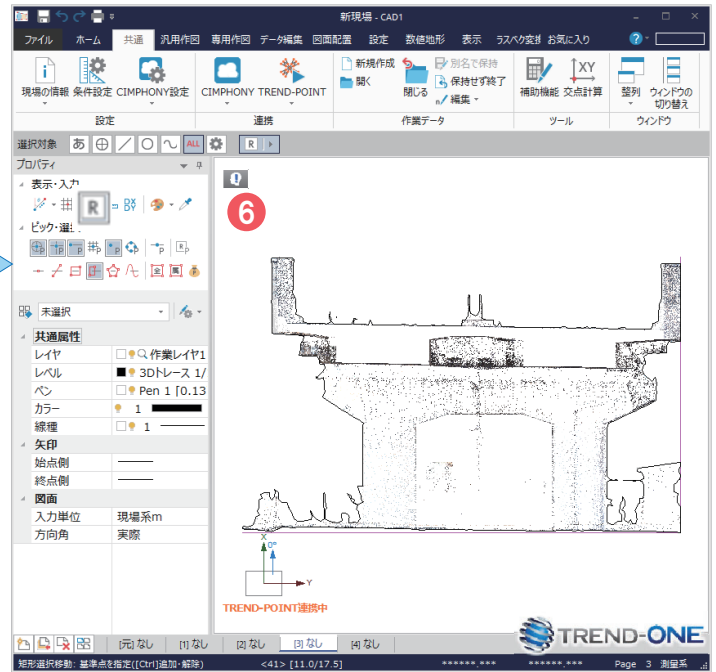 新現場 - CAD1
ファイル ホーム 共通 汎用作図 専用作図 データ編集 図面配置 設定 数値地形 表示 ラスベク変換 お気に入り ?
現場の情報 条件設定 CIMPHONY設定
設定
CIMPHONY TREND-POINT
連携
新規作成
開く
閉じる
別名で保持
保持せず終了
編集
作業データ
補助機能 XY 交点計算
ツール
整列 ウィンドウの切り替え
ウィンドウ
選択対象 あ ALL R
プロパティ
表示・入力
R DX DY
ピック・選
未選択
共通属性
レイヤ 作業レイヤ1
レベル 3Dトレース 1/
ペン Pen 1 [0.13
カラー 1
線種 1
矢印
始点側
終点側
図面
入力単位 現場系m
方向角 実際
6
X
0°
Y
TREND-POINT連携中
TREND-ONE
[元] なし [1] なし [2] なし [3] なし [4] なし
矩形選択移動: 基準点を指定([Ctrl]追加・解除) <41> [11.0/17.5] ******.*** ******.*** Page 3 測量系